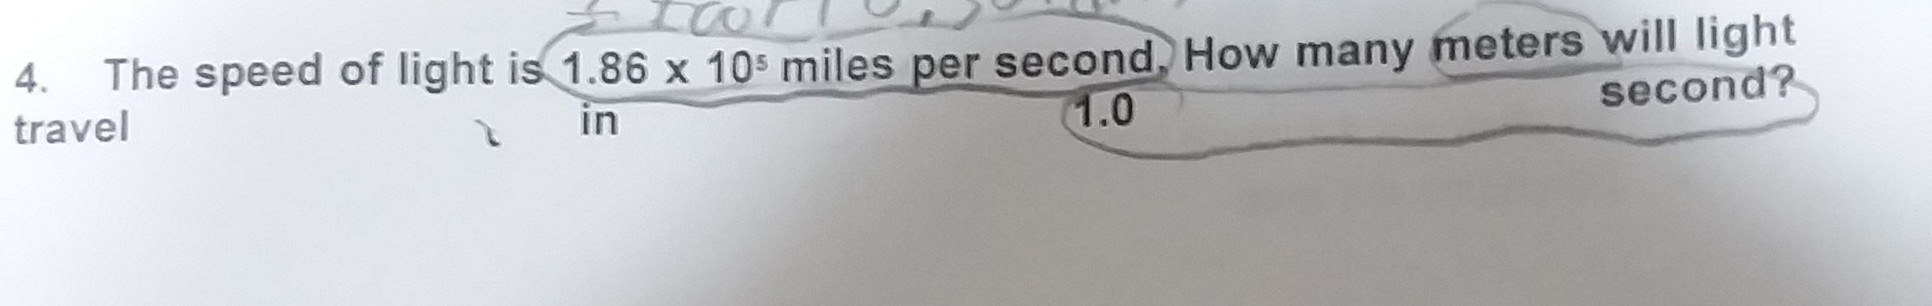 4. The speed of light is 1.86 x 10⁵ miles per second. How many meters will light
travel in 1.0 second?